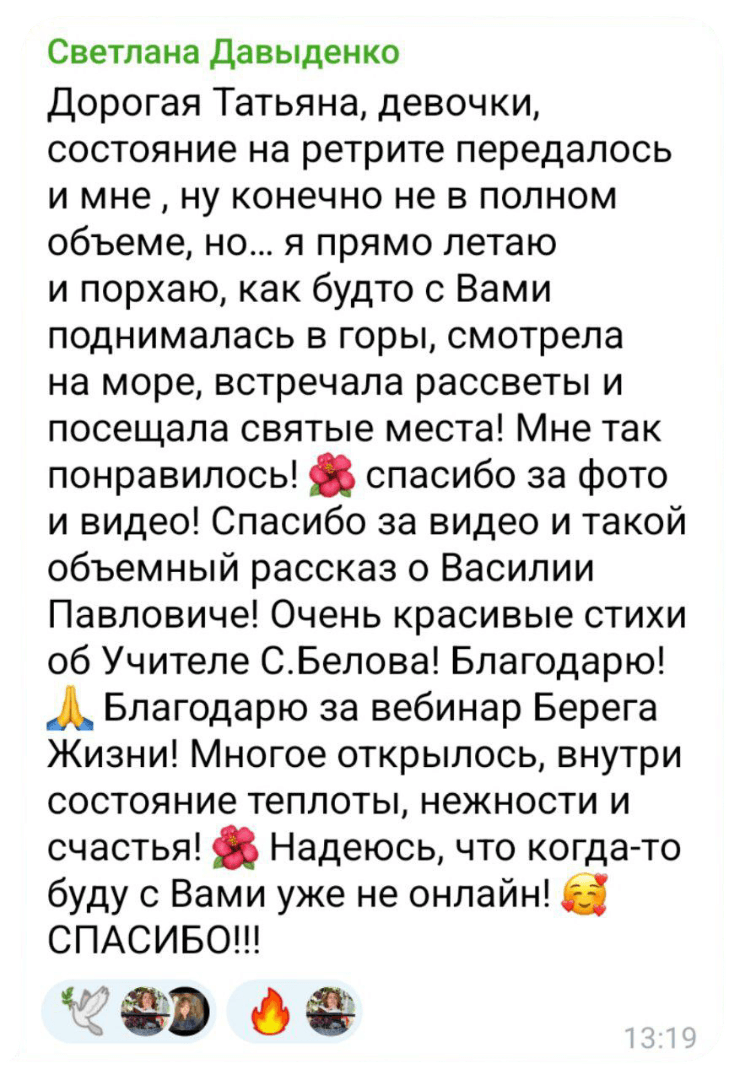 Светлана Давыденко
Дорогая Татьяна, девочки,
состояние на ретрите передалось
и мне , ну конечно не в полном
объеме, но... я прямо летаю
и порхаю, как будто с Вами
поднималась в горы, смотрела
на море, встречала рассветы и
посещала святые места! Мне так
понравилось! 🌺 спасибо за фото
и видео! Спасибо за видео и такой
объемный рассказ о Василии
Павловиче! Очень красивые стихи
об Учителе С.Белова! Благодарю!
🙏 Благодарю за вебинар Берега
Жизни! Многое открылось, внутри
состояние теплоты, нежности и
счастья! 🌺 Надеюсь, что когда-то
буду с Вами уже не онлайн! 🥰
СПАСИБО!!!
13:19